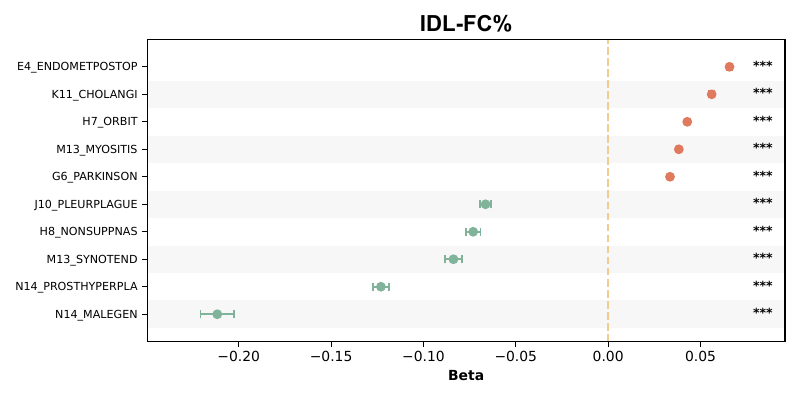 IDL-FC%
E4_ENDOMETPOSTOP ***
K11_CHOLANGI ***
H7_ORBIT ***
M13_MYOSITIS ***
G6_PARKINSON ***
J10_PLEURPLAGUE ***
H8_NONSUPPNAS ***
M13_SYNOTEND ***
N14_PROSTHYPERPLA ***
N14_MALEGEN ***
−0.20 −0.15 −0.10 −0.05 0.00 0.05
Beta